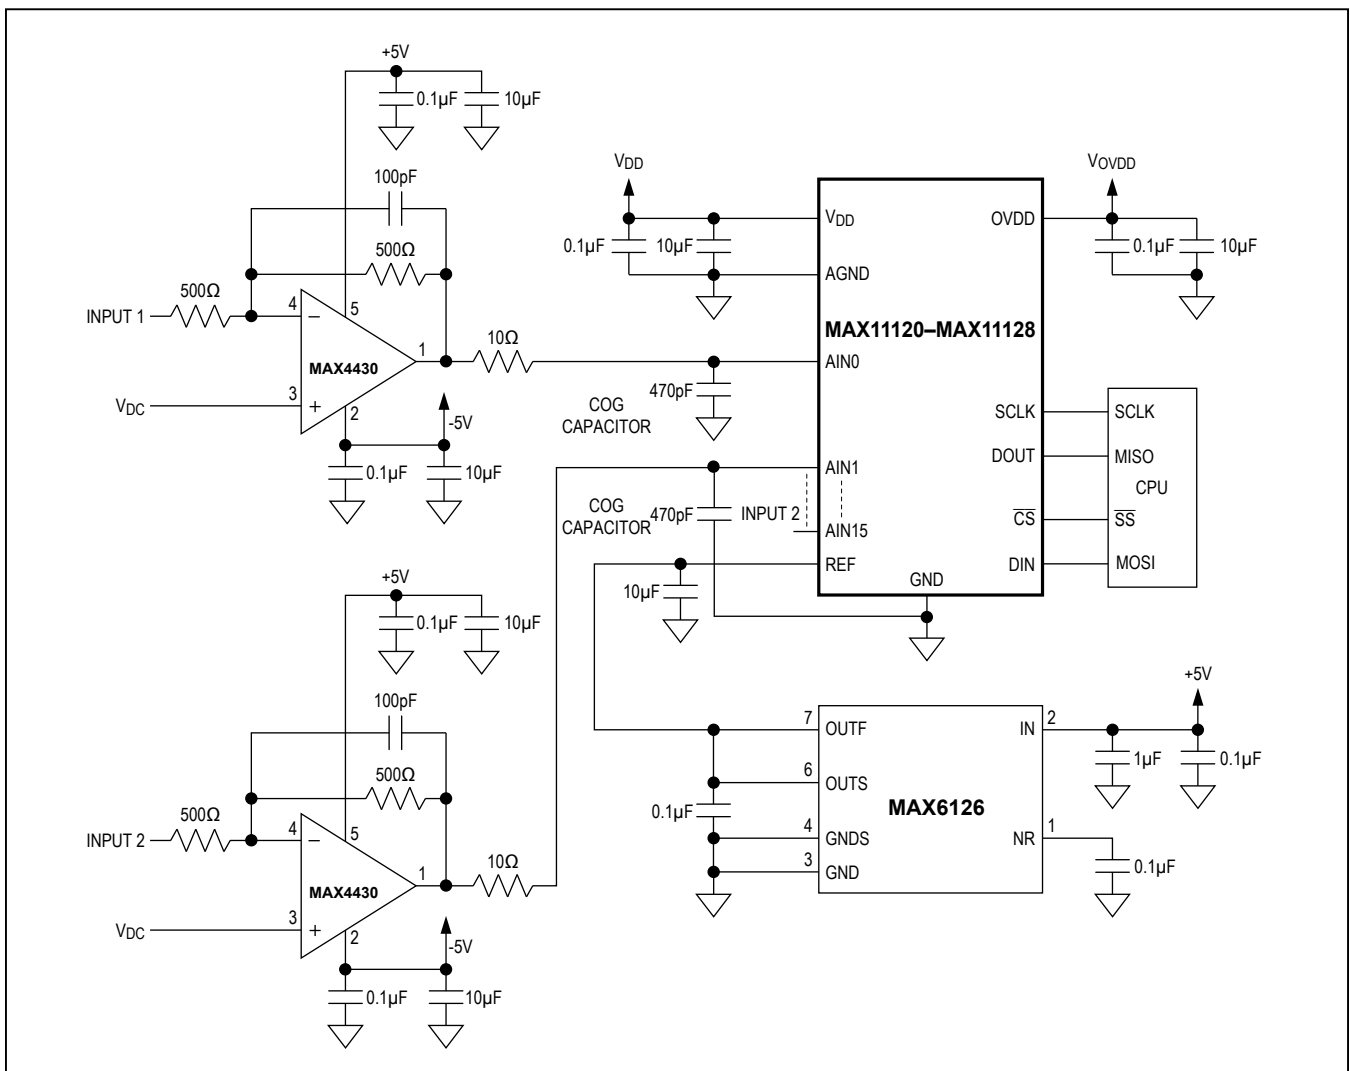 +5V
0.1µF
10µF
100pF
500Ω
500Ω
INPUT 1
4
−
5
MAX4430
1
10Ω
VDC
3
+
2
-5V
0.1µF
10µF
COG
CAPACITOR
470pF
COG
CAPACITOR
470pF
INPUT 2
VDD
0.1µF
10µF
VDD
AGND
MAX11120–MAX11128
AIN0
AIN1
AIN15
REF
GND
OVDD
SCLK
DOUT
CS
DIN
VOVDD
0.1µF
10µF
SCLK
MISO
CPU
SS
MOSI
10µF
+5V
0.1µF
10µF
100pF
500Ω
500Ω
INPUT 2
4
−
5
MAX4430
1
10Ω
VDC
3
+
2
-5V
0.1µF
10µF
7
OUTF
6
OUTS
0.1µF
4
GNDS
3
GND
MAX6126
IN
2
NR
1
+5V
1µF
0.1µF
0.1µF